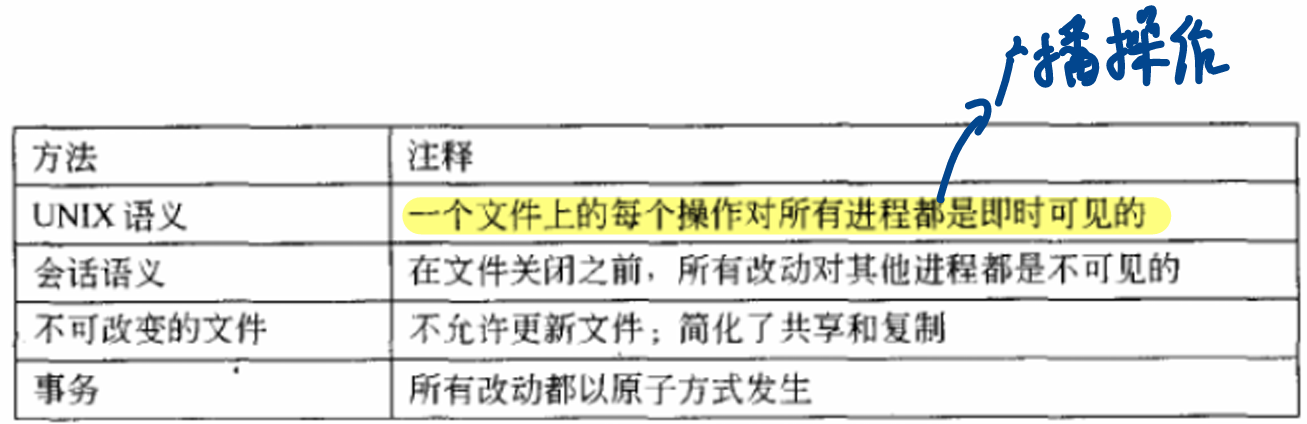 广播操作
方法 注释
UNIX 语义 一个文件上的每个操作对所有进程都是即时可见的
会话语义 在文件关闭之前，所有改动对其他进程都是不可见的
不可改变的文件 不允许更新文件；简化了共享和复制
事务 所有改动都以原子方式发生